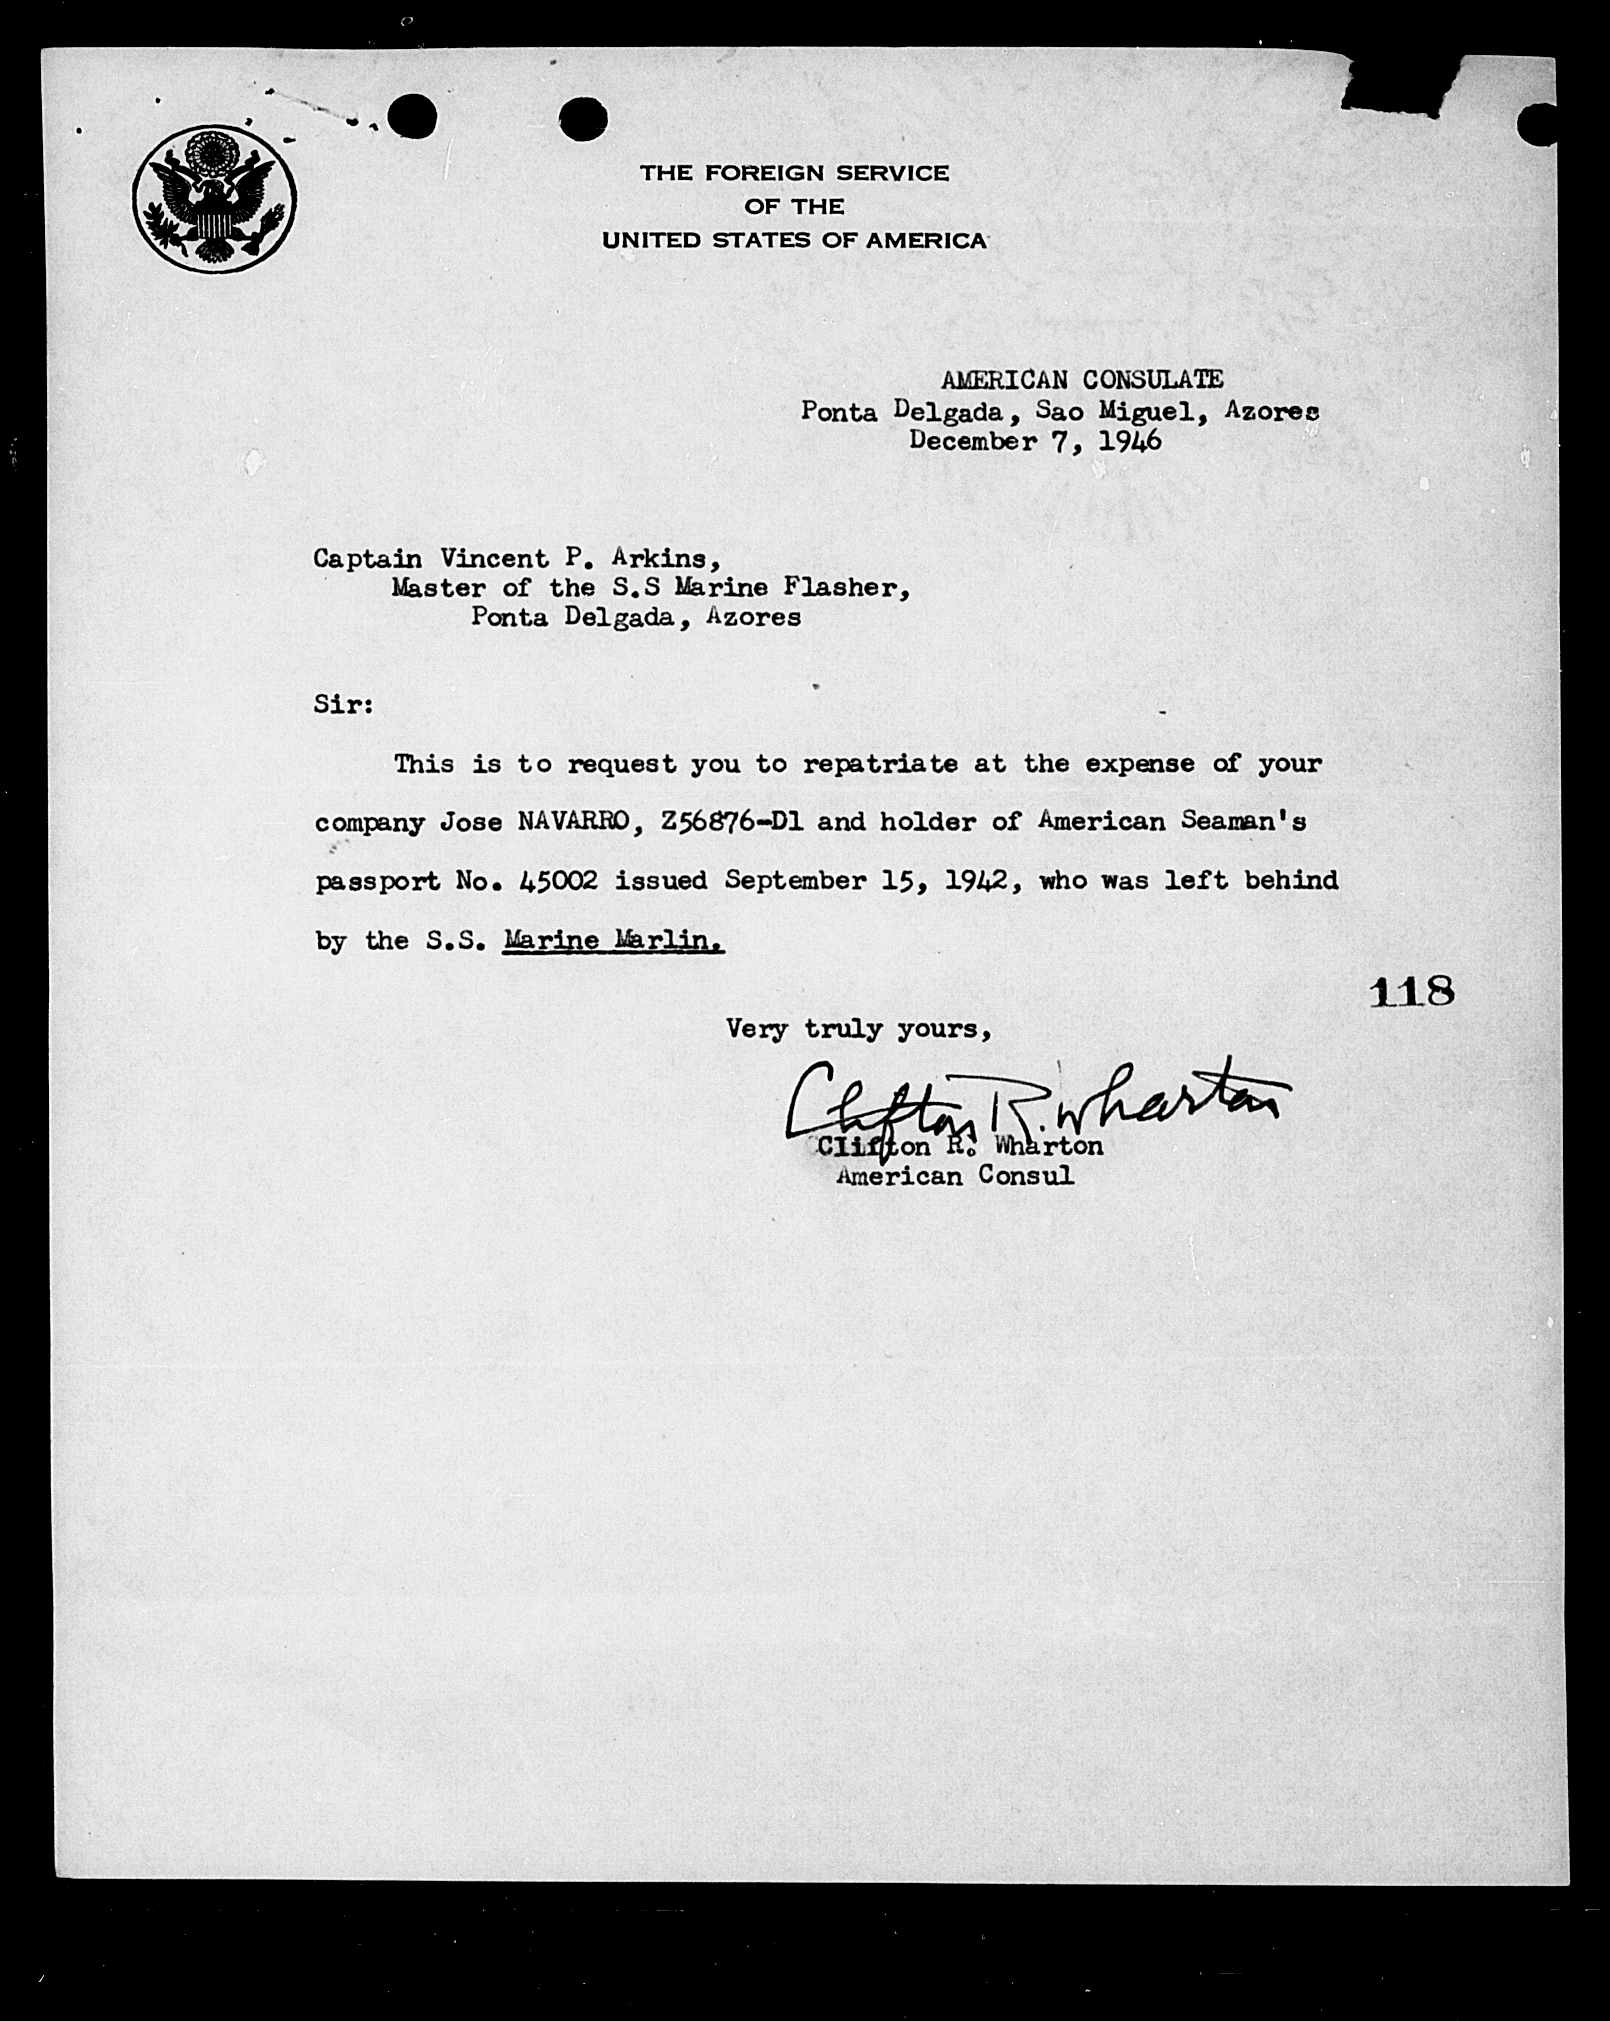 THE FOREIGN SERVICE
OF THE
UNITED STATES OF AMERICA
AMERICAN CONSULATE
Ponta Delgada, Sao Miguel, Azores
December 7, 1946
Captain Vincent P. Arkins,
Master of the S.S Marine Flasher,
Ponta Delgada, Azores
Sir:
This is to request you to repatriate at the expense of your
company Jose NAVARRO, Z56876-D1 and holder of American Seaman's
passport No. 45002 issued September 15, 1942, who was left behind
by the S.S. Marine Marlin.
118
Very truly yours,
Clifton R. Wharton
Clifton R. Wharton
American Consul